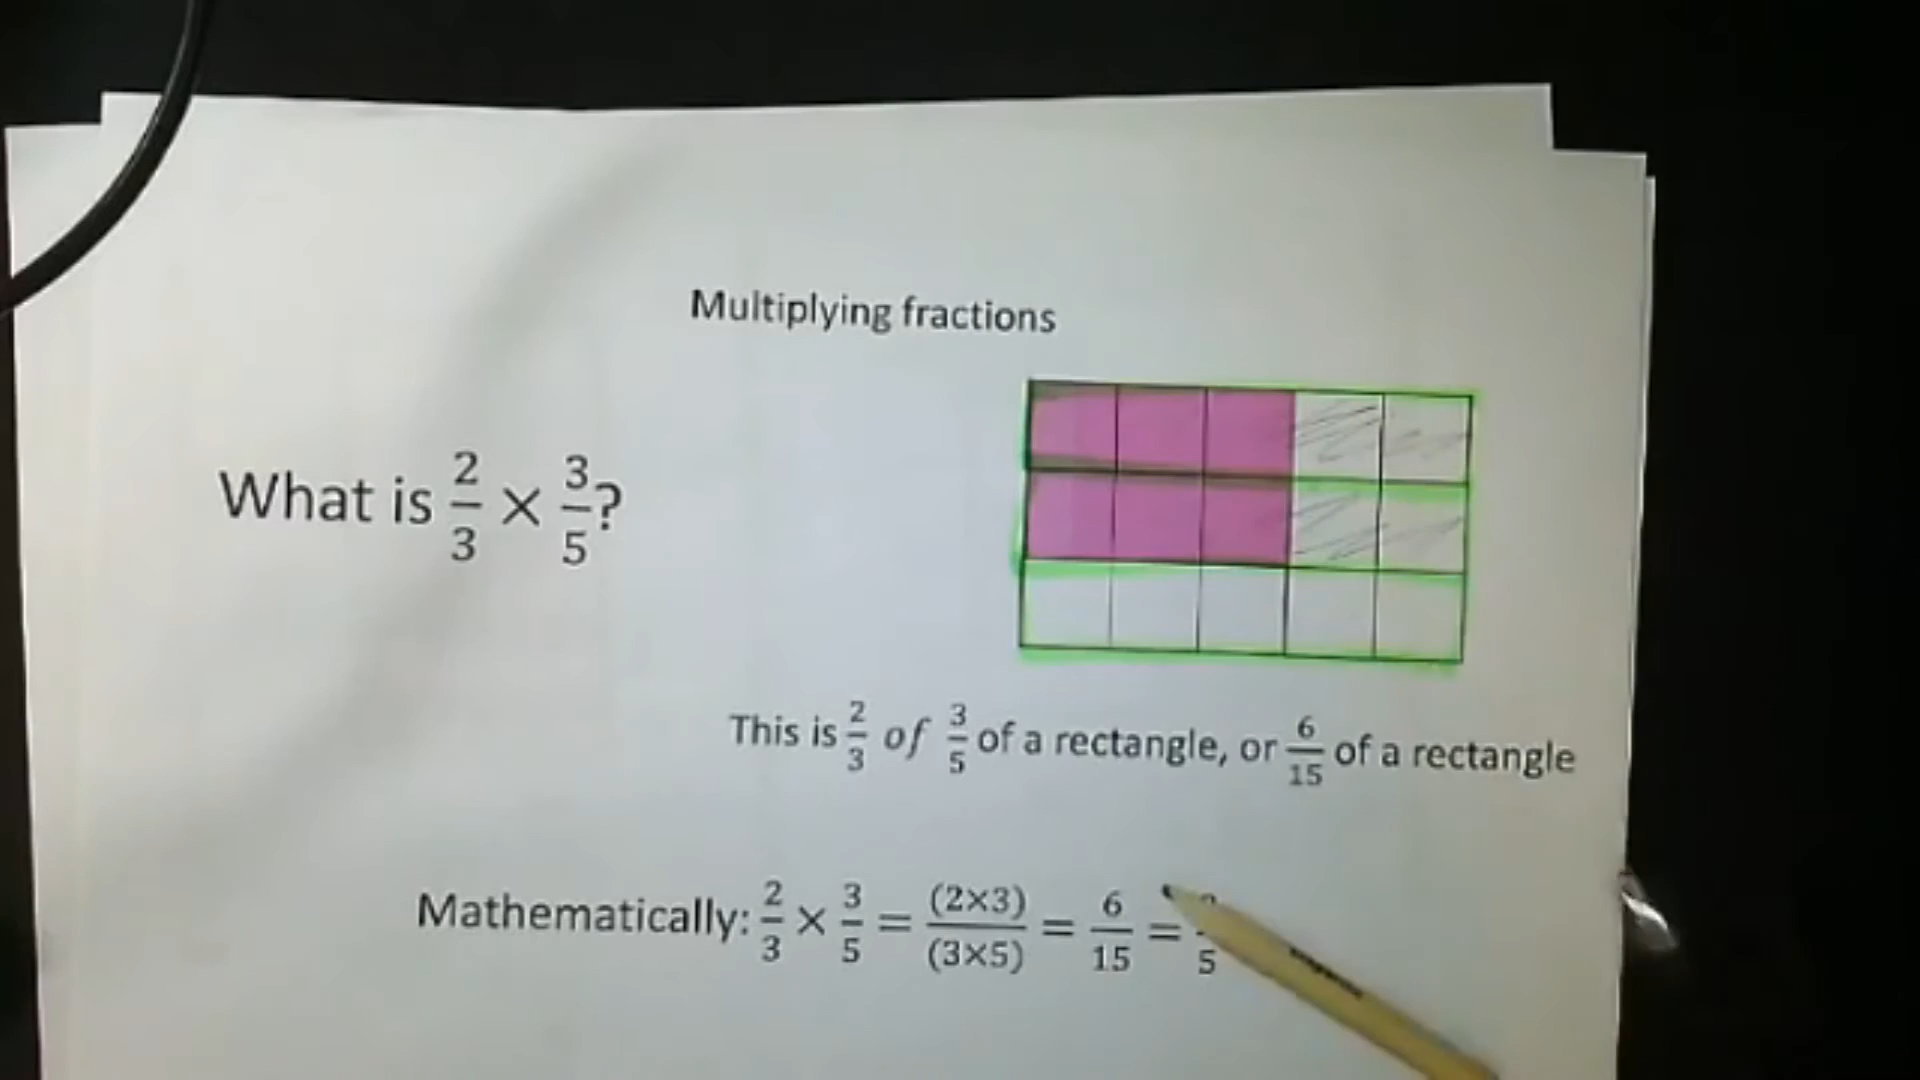 Multiplying fractions
What is 2/3 × 3/5?
This is 2/3 of 3/5 of a rectangle, or 6/15 of a rectangle
Mathematically: 2/3 × 3/5 = (2×3)/(3×5) = 6/15 = /5